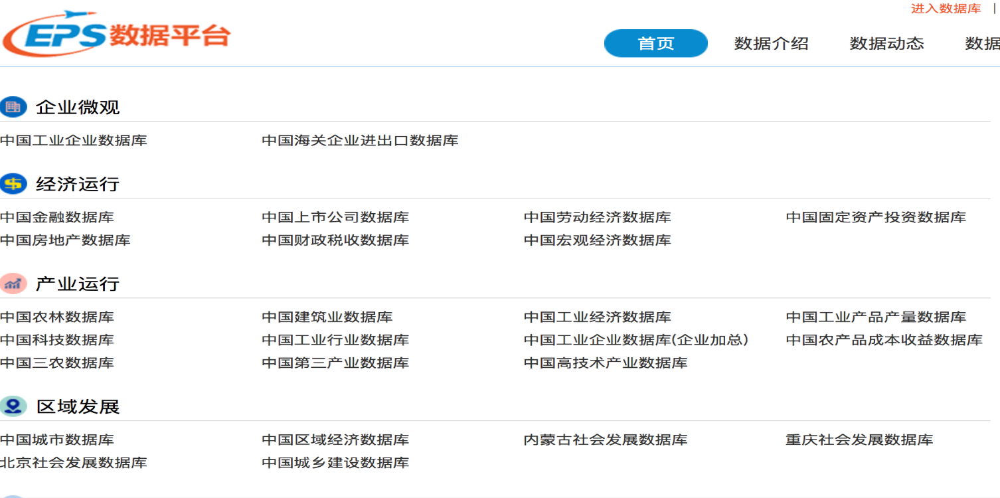 进入数据库 |
EPS数据平台
首页 数据介绍 数据动态 数据
企业微观
中国工业企业数据库 中国海关企业进出口数据库
经济运行
中国金融数据库 中国上市公司数据库 中国劳动经济数据库 中国固定资产投资数据库
中国房地产数据库 中国财政税收数据库 中国宏观经济数据库
产业运行
中国农林数据库 中国建筑业数据库 中国工业经济数据库 中国工业产品产量数据库
中国科技数据库 中国工业行业数据库 中国工业企业数据库(企业加总) 中国农产品成本收益数据库
中国三农数据库 中国第三产业数据库 中国高技术产业数据库
区域发展
中国城市数据库 中国区域经济数据库 内蒙古社会发展数据库 重庆社会发展数据库
北京社会发展数据库 中国城乡建设数据库